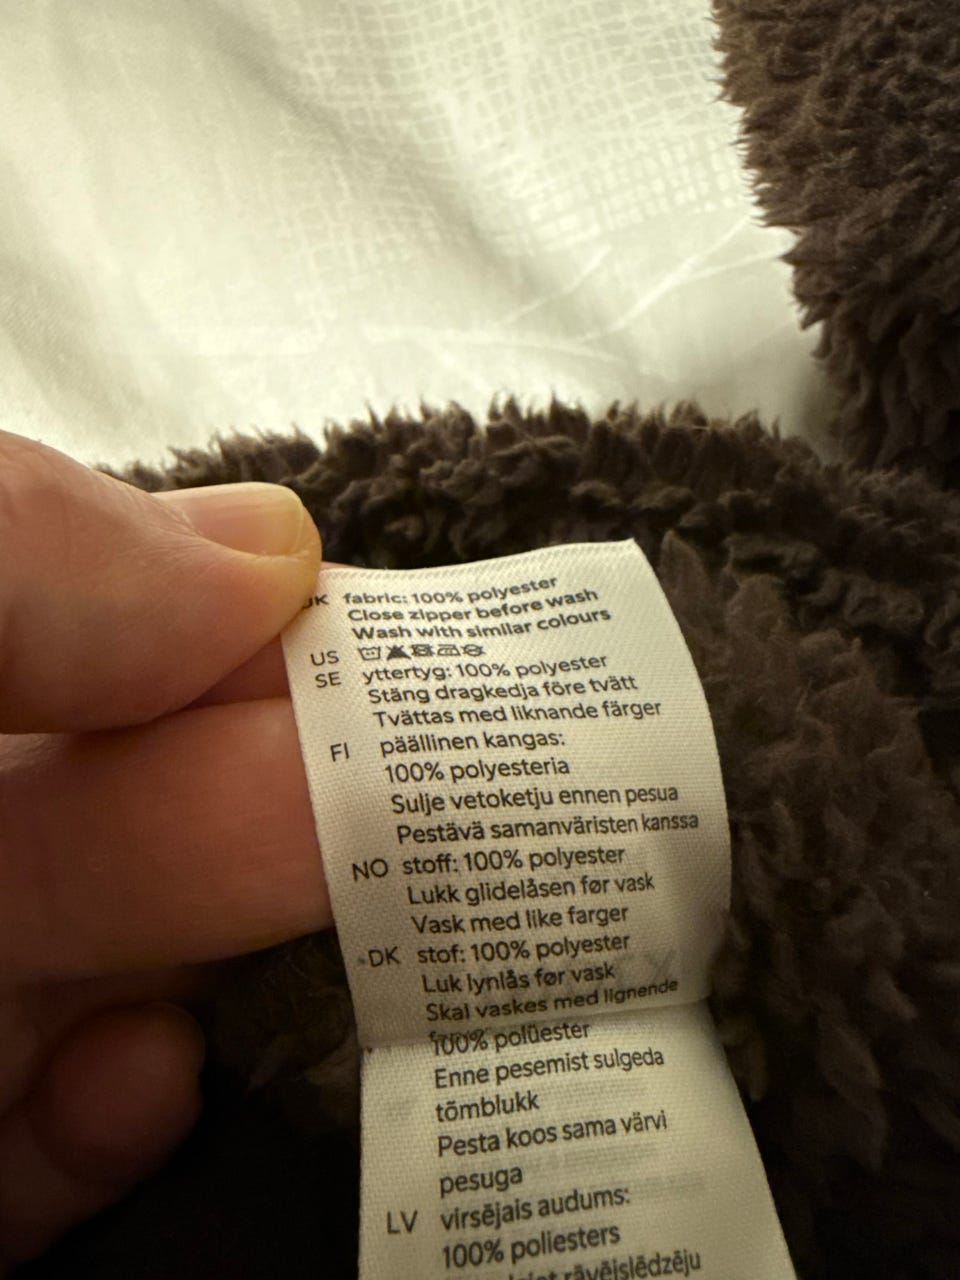 UK fabric: 100% polyester
Close zipper before wash
Wash with similar colours
US
SE yttertyg: 100% polyester
Stäng dragkedja före tvätt
Tvättas med liknande färger
FI päällinen kangas:
100% polyesteria
Sulje vetoketju ennen pesua
Pestävä samanväristen kanssa
NO stoff: 100% polyester
Lukk glidelåsen før vask
Vask med like farger
DK stof: 100% polyester
Luk lynlås før vask
Skal vaskes med lignende
100% polüester
Enne pesemist sulgeda
tõmblukk
Pesta koos sama värvi
pesuga
LV virsējais audums:
100% poliesters
rāvējslēdzēju